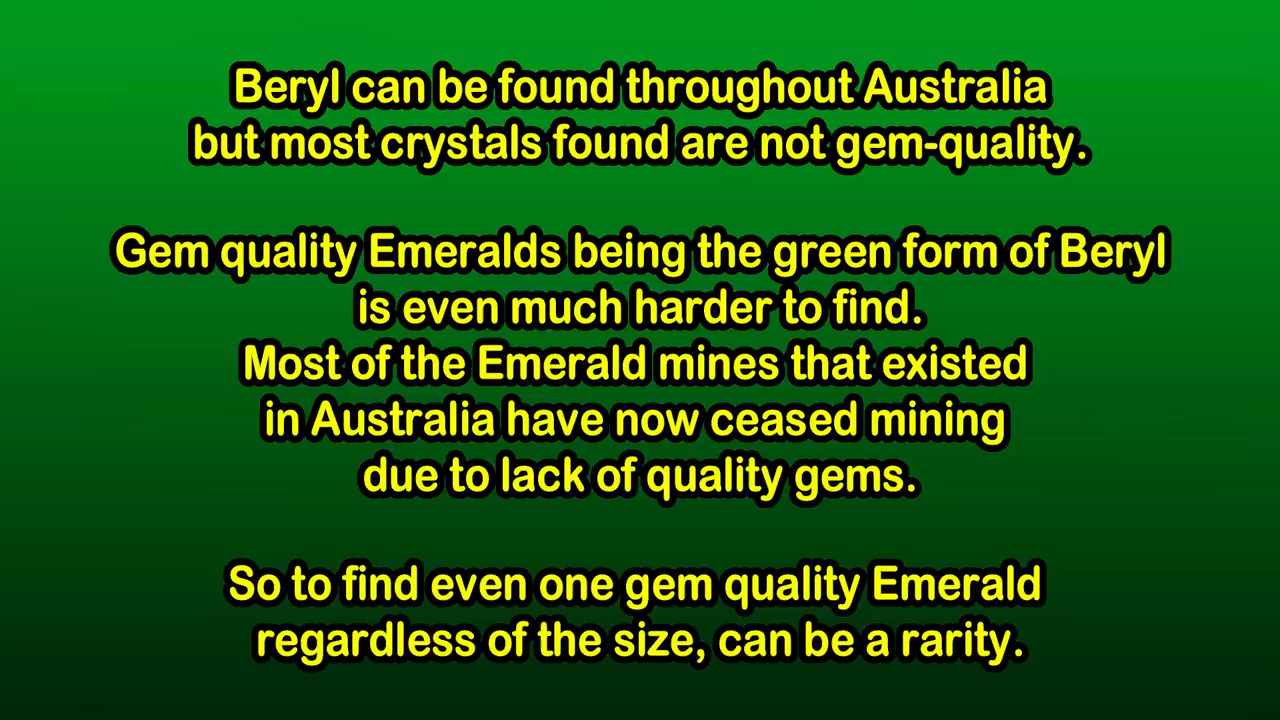 Beryl can be found throughout Australia
but most crystals found are not gem-quality.
Gem quality Emeralds being the green form of Beryl
is even much harder to find.
Most of the Emerald mines that existed
in Australia have now ceased mining
due to lack of quality gems.
So to find even one gem quality Emerald
regardless of the size, can be a rarity.